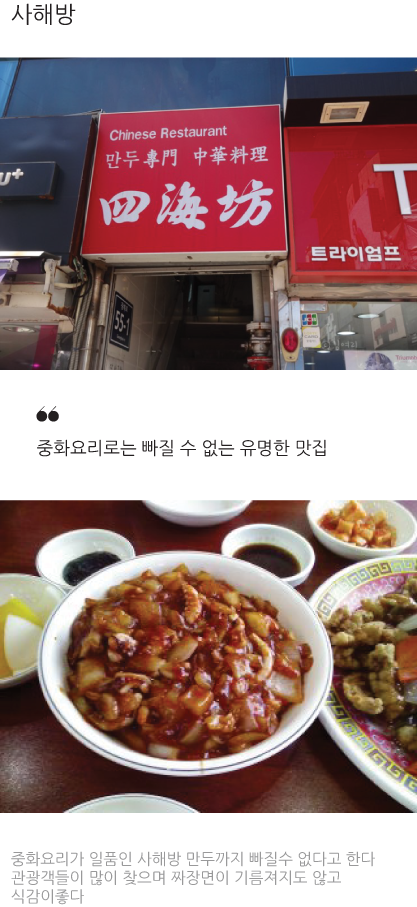 사해방
Chinese Restaurant
만두專門 中華料理
四海坊
U+
T
트라이엄프
55-1
❝
중화요리로는 빠질 수 없는 유명한 맛집
중화요리가 일품인 사해방 만두까지 빠질수 없다고 한다
관광객들이 많이 찾으며 짜장면이 기름져지도 않고
식감이좋다